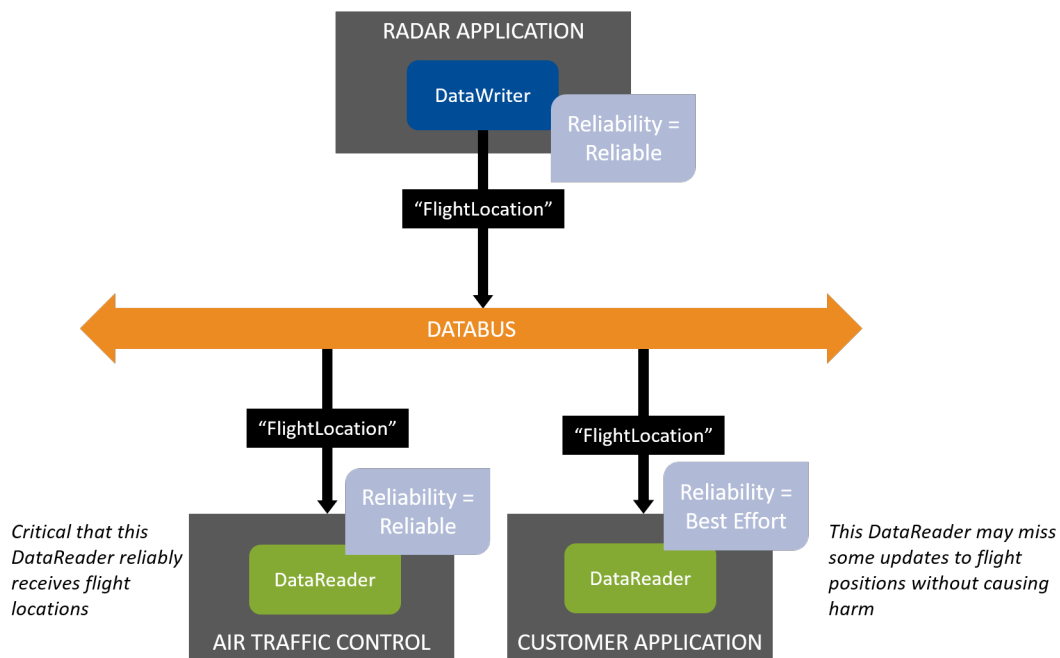 RADAR APPLICATION
DataWriter
Reliability =
Reliable
“FlightLocation”
DATABUS
“FlightLocation”
“FlightLocation”
Reliability =
Reliable
Reliability =
Best Effort
Critical that this
DataReader reliably
receives flight
locations
DataReader
DataReader
This DataReader may miss
some updates to flight
positions without causing
harm
AIR TRAFFIC CONTROL
CUSTOMER APPLICATION